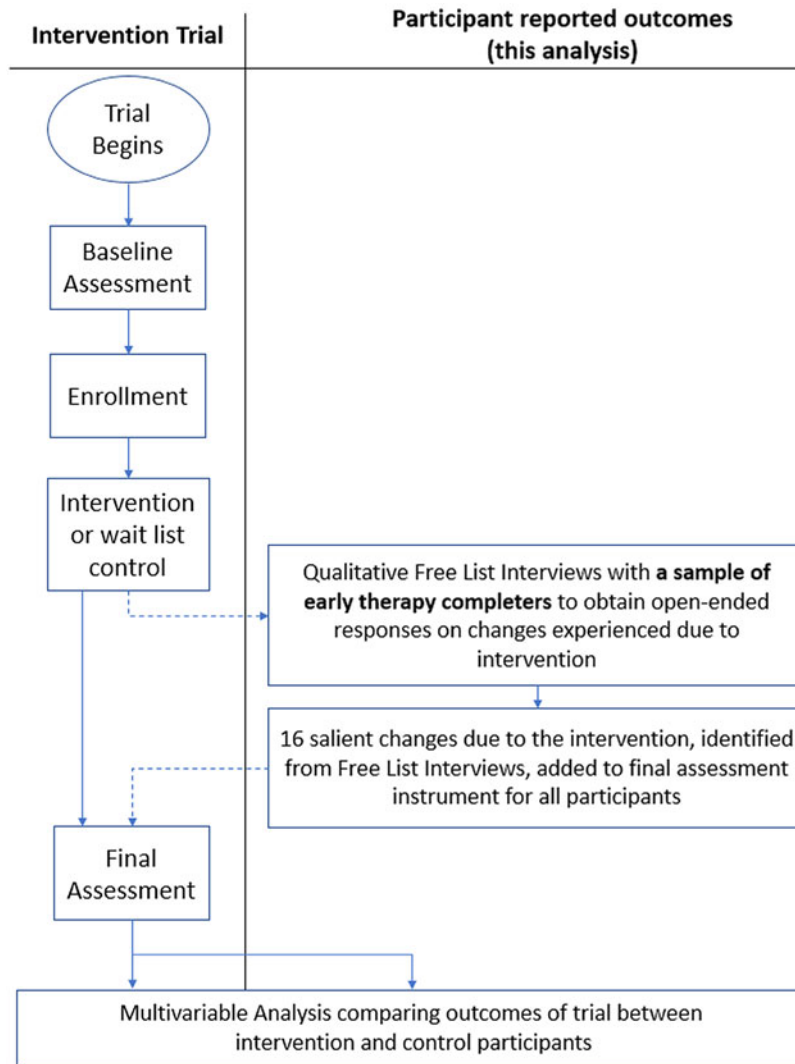 Intervention Trial
Participant reported outcomes
(this analysis)
Trial
Begins
Baseline
Assessment
Enrollment
Intervention
or wait list
control
Qualitative Free List Interviews with a sample of
early therapy completers to obtain open-ended
responses on changes experienced due to
intervention
16 salient changes due to the intervention, identified
from Free List Interviews, added to final assessment
instrument for all participants
Final
Assessment
Multivariable Analysis comparing outcomes of trial between
intervention and control participants